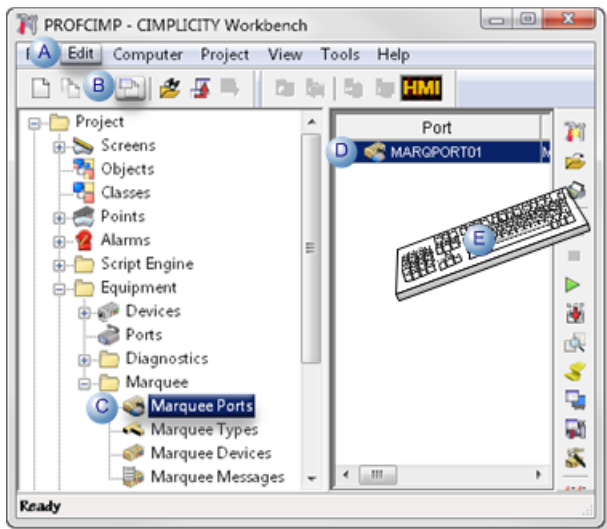 PROFCIMP - CIMPLICITY Workbench
A Edit Computer Project View Tools Help
B HMI
Project
Screens
Objects
Classes
Points
Alarms
Script Engine
Equipment
Devices
Ports
Diagnostics
Marquee
C Marquee Ports
Marquee Types
Marquee Devices
Marquee Messages
Port
D MARQPORT01
E
Ready